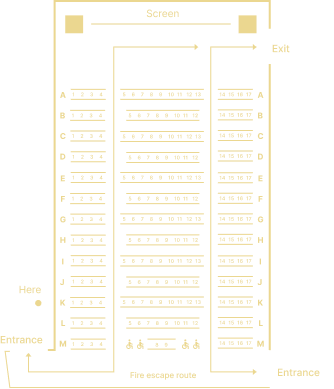 Screen
Exit
A 1 2 3 4 5 6 7 8 9 10 11 12 13 14 15 16 17 A
B 1 2 3 4 5 6 7 8 9 10 11 12 14 15 16 17 B
C 1 2 3 4 5 6 7 8 9 10 11 12 13 14 15 16 17 C
D 1 2 3 4 5 6 7 8 9 10 11 12 14 15 16 17 D
E 1 2 3 4 5 6 7 8 9 10 11 12 13 14 15 16 17 E
F 1 2 3 4 5 6 7 8 9 10 11 12 14 15 16 17 F
G 1 2 3 4 5 6 7 8 9 10 11 12 13 14 15 16 17 G
H 1 2 3 4 5 6 7 8 9 10 11 12 14 15 16 17 H
I 1 2 3 4 5 6 7 8 9 10 11 12 13 14 15 16 17 I
J 1 2 3 4 5 6 7 8 9 10 11 12 14 15 16 17 J
Here
K 1 2 3 4 5 6 7 8 9 10 11 12 13 14 15 16 17 K
L 1 2 3 4 5 6 7 8 9 10 11 12 14 15 16 17 L
Entrance
M 1 2 3 4 14 15 16 17 M
Fire escape route
Entrance